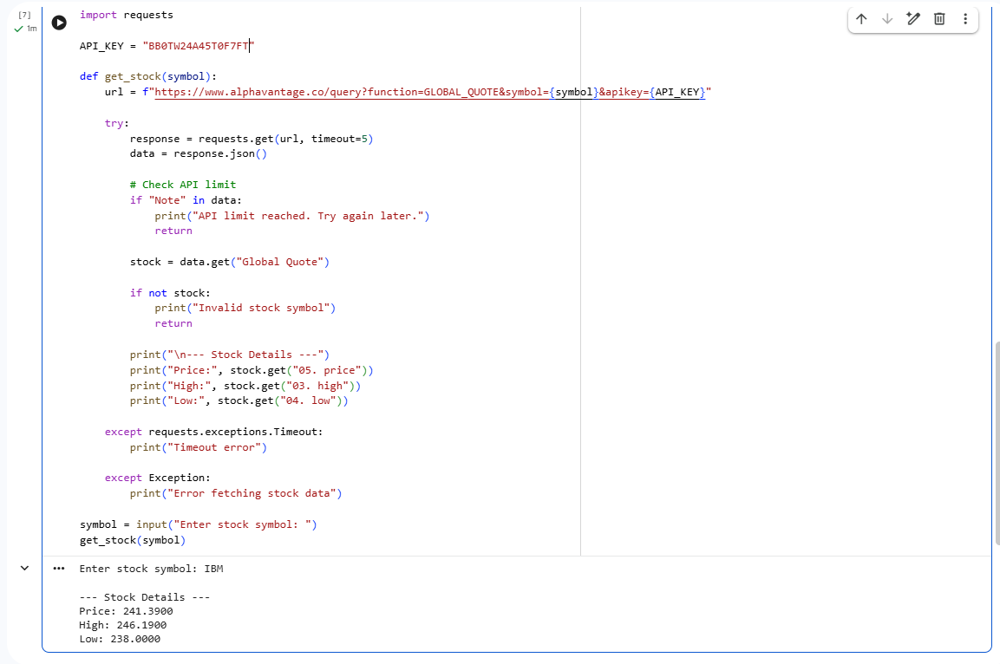 [7]
1m
import requests
API_KEY = "BB0TW24A45T0F7FT"
def get_stock(symbol):
    url = f"https://www.alphavantage.co/query?function=GLOBAL_QUOTE&symbol={symbol}&apikey={API_KEY}"
    try:
        response = requests.get(url, timeout=5)
        data = response.json()
        # Check API limit
        if "Note" in data:
            print("API limit reached. Try again later.")
            return
        stock = data.get("Global Quote")
        if not stock:
            print("Invalid stock symbol")
            return
        print("\n--- Stock Details ---")
        print("Price:", stock.get("05. price"))
        print("High:", stock.get("03. high"))
        print("Low:", stock.get("04. low"))
    except requests.exceptions.Timeout:
        print("Timeout error")
    except Exception:
        print("Error fetching stock data")
symbol = input("Enter stock symbol: ")
get_stock(symbol)
Enter stock symbol: IBM
--- Stock Details ---
Price: 241.3900
High: 246.1900
Low: 238.0000